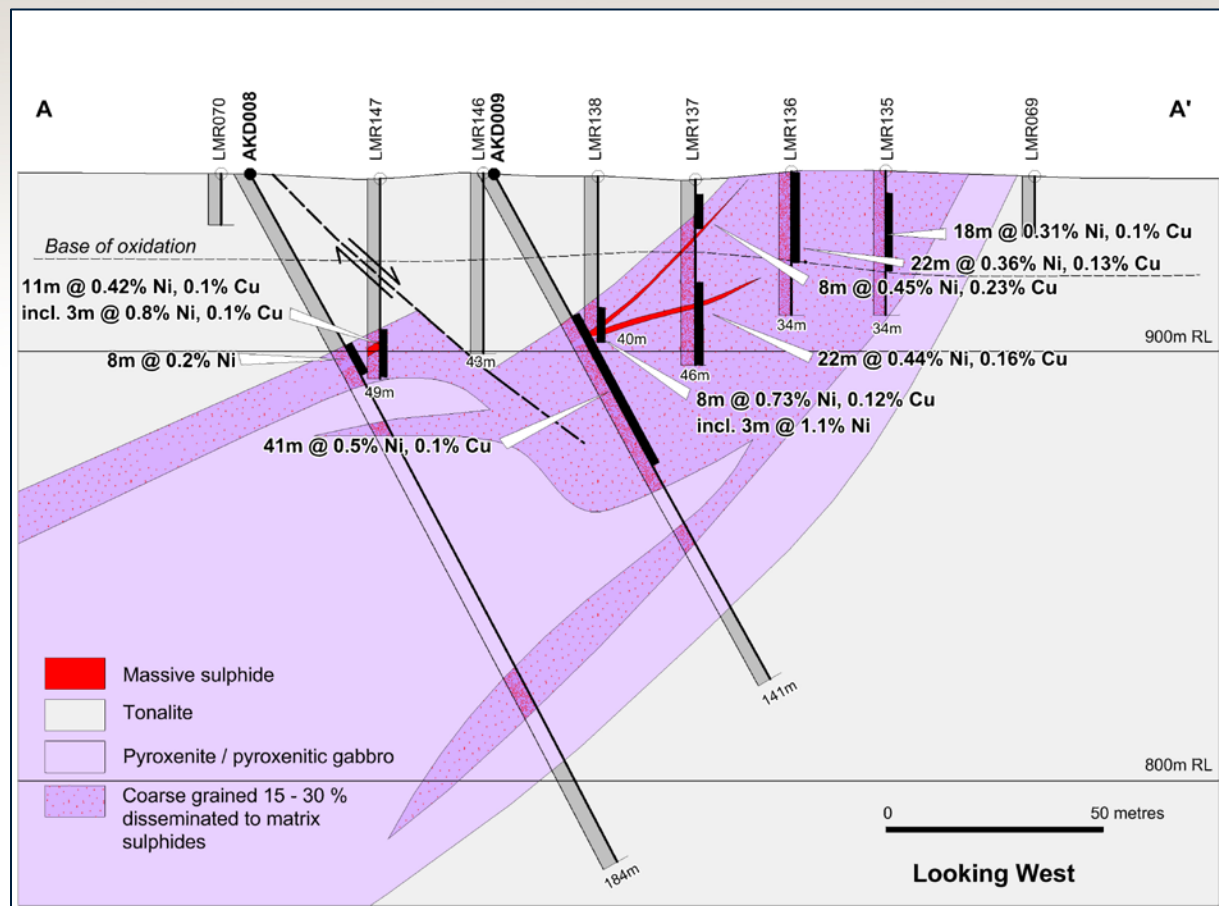 A
LMR070
AKD008
LMR147
LMR146
AKD009
LMR138
LMR137
LMR136
LMR135
LMR069
A'
Base of oxidation
11m @ 0.42% Ni, 0.1% Cu
incl. 3m @ 0.8% Ni, 0.1% Cu
8m @ 0.2% Ni
18m @ 0.31% Ni, 0.1% Cu
22m @ 0.36% Ni, 0.13% Cu
8m @ 0.45% Ni, 0.23% Cu
34m
34m
40m
900m RL
43m
46m
49m
22m @ 0.44% Ni, 0.16% Cu
8m @ 0.73% Ni, 0.12% Cu
incl. 3m @ 1.1% Ni
41m @ 0.5% Ni, 0.1% Cu
141m
Massive sulphide
Tonalite
Pyroxenite / pyroxenitic gabbro
Coarse grained 15 - 30 %
disseminated to matrix
sulphides
800m RL
0 50 metres
184m
Looking West